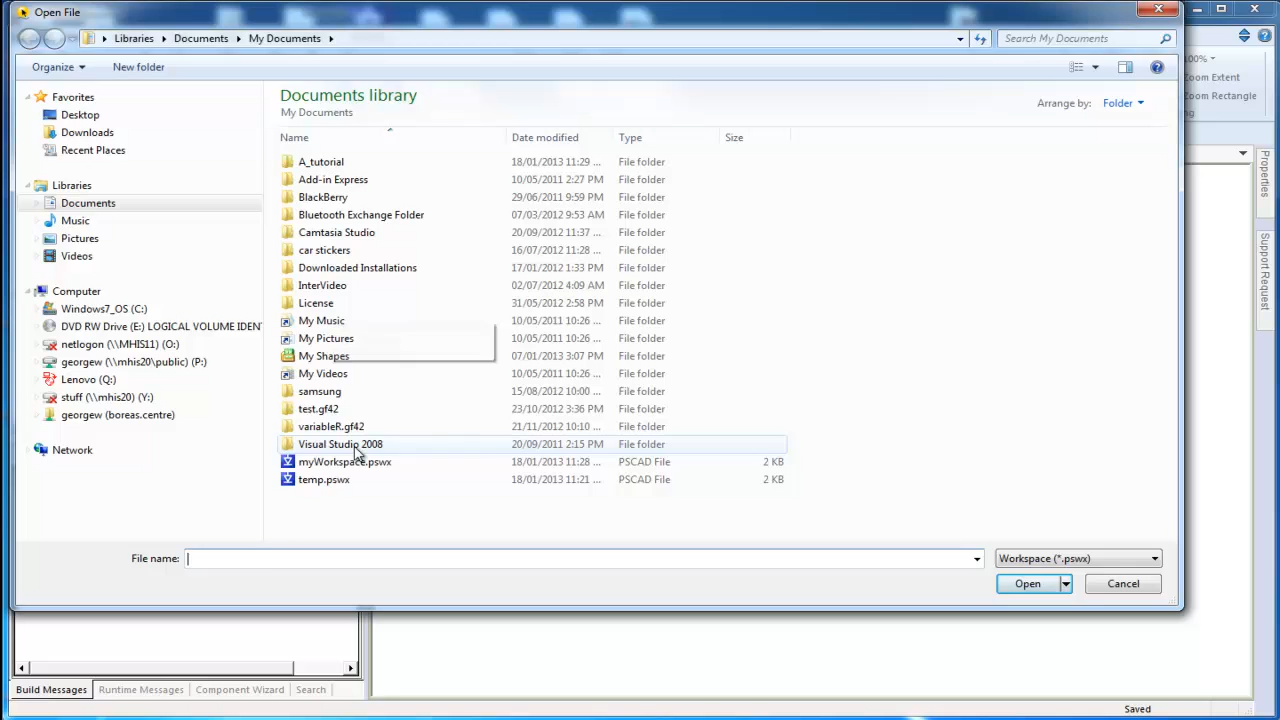 Open File
Libraries Documents My Documents
Search My Documents
Organize New folder
100%
Zoom Extent
Zoom Rectangle
Favorites
Desktop
Downloads
Recent Places
Libraries
Documents
Music
Pictures
Videos
Computer
Windows7_OS (C:)
DVD RW Drive (E:) LOGICAL VOLUME IDENT
netlogon (\\MHIS11) (O:)
georgew (\\mhis20\public) (P:)
Lenovo (Q:)
stuff (\\mhis20) (Y:)
georgew (boreas.centre)
Network
Documents library
My Documents
Arrange by: Folder
Name Date modified Type Size
A_tutorial 18/01/2013 11:29 ... File folder
Add-in Express 10/05/2011 2:27 PM File folder
BlackBerry 29/06/2011 9:59 PM File folder
Bluetooth Exchange Folder 07/03/2012 9:53 AM File folder
Camtasia Studio 20/09/2012 11:37 ... File folder
car stickers 16/07/2012 11:28 ... File folder
Downloaded Installations 17/01/2012 1:33 PM File folder
InterVideo 02/07/2012 4:09 AM File folder
License 31/05/2012 2:58 PM File folder
My Music 10/05/2011 10:26 ... File folder
My Pictures 10/05/2011 10:26 ... File folder
My Shapes 07/01/2013 3:07 PM File folder
My Videos 10/05/2011 10:26 ... File folder
samsung 15/08/2012 10:00 ... File folder
test.gf42 23/10/2012 3:36 PM File folder
variableR.gf42 21/11/2012 12:10 ... File folder
Visual Studio 2008 20/09/2011 2:15 PM File folder
myWorkspace.pswx 18/01/2013 11:28 ... PSCAD File 2 KB
temp.pswx 18/01/2013 11:21 ... PSCAD File 2 KB
File name: Workspace (*.pswx)
Open Cancel
Properties
Support Request
Build Messages Runtime Messages Component Wizard Search
Saved